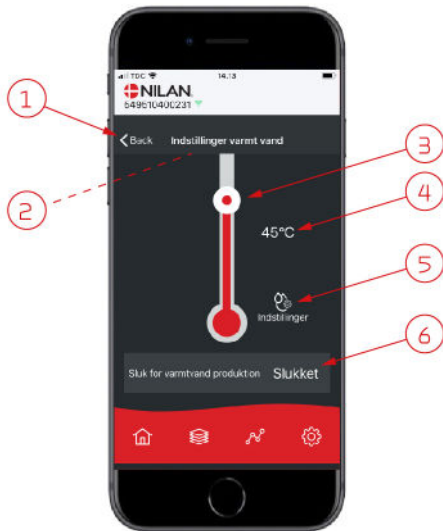 TDC
14.13
NILAN
649610400231
1
Back
Indstillinger varmt vand
2
3
45°C
4
5
Indstillinger
6
Sluk for varmtvand produktion
Slukket